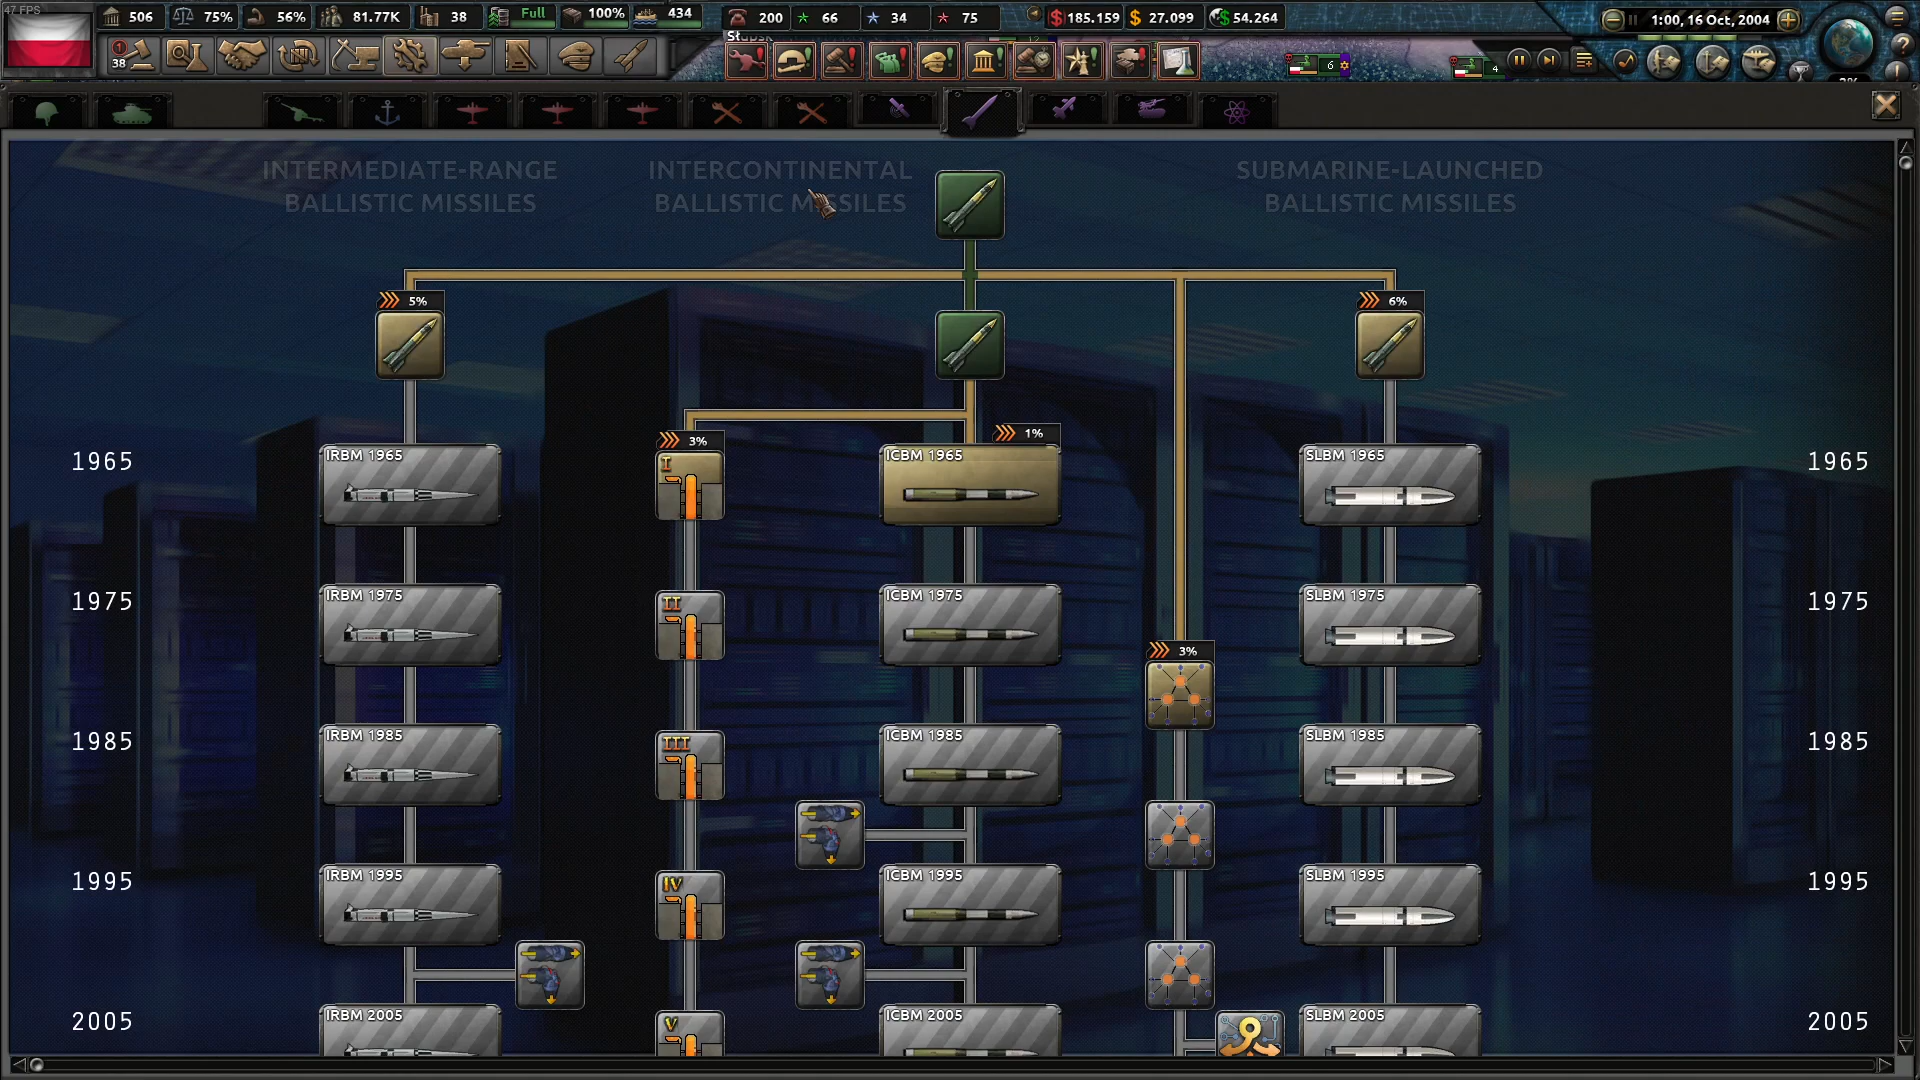 47 FPS
506
75%
56%
81.77K
38
Full
100%
434
200
66
34
75
185.159
27.099
54.264
1:00, 16 Oct, 2004
1
38
6
4
INTERMEDIATE-RANGE
BALLISTIC MISSILES
INTERCONTINENTAL
BALLISTIC MISSILES
SUBMARINE-LAUNCHED
BALLISTIC MISSILES
5%
6%
3%
1%
1965
IRBM 1965
I
ICBM 1965
SLBM 1965
1965
1975
IRBM 1975
II
ICBM 1975
SLBM 1975
1975
3%
1985
IRBM 1985
III
ICBM 1985
SLBM 1985
1985
1995
IRBM 1995
IV
ICBM 1995
SLBM 1995
1995
2005
IRBM 2005
V
ICBM 2005
SLBM 2005
2005